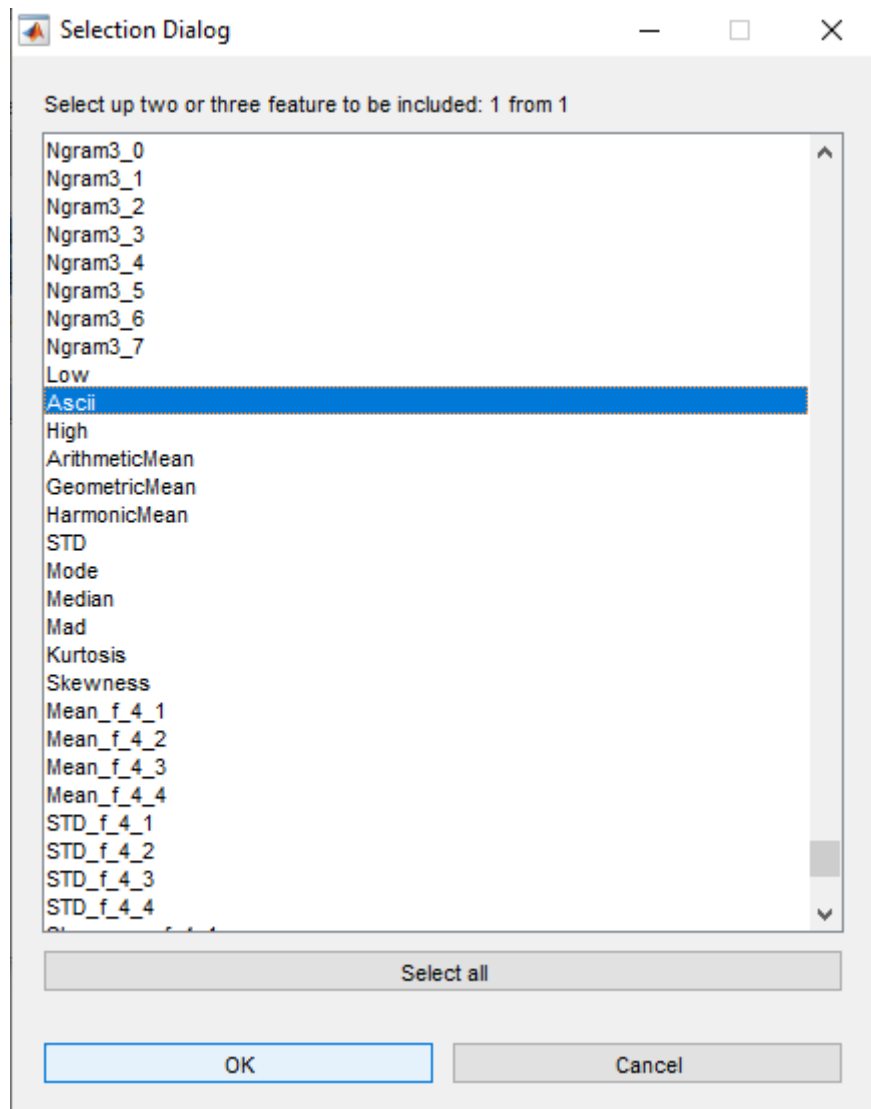 Selection Dialog
Select up two or three feature to be included: 1 from 1
Ngram3_0
Ngram3_1
Ngram3_2
Ngram3_3
Ngram3_4
Ngram3_5
Ngram3_6
Ngram3_7
Low
Ascii
High
ArithmeticMean
GeometricMean
HarmonicMean
STD
Mode
Median
Mad
Kurtosis
Skewness
Mean_f_4_1
Mean_f_4_2
Mean_f_4_3
Mean_f_4_4
STD_f_4_1
STD_f_4_2
STD_f_4_3
STD_f_4_4
Select all
OK Cancel